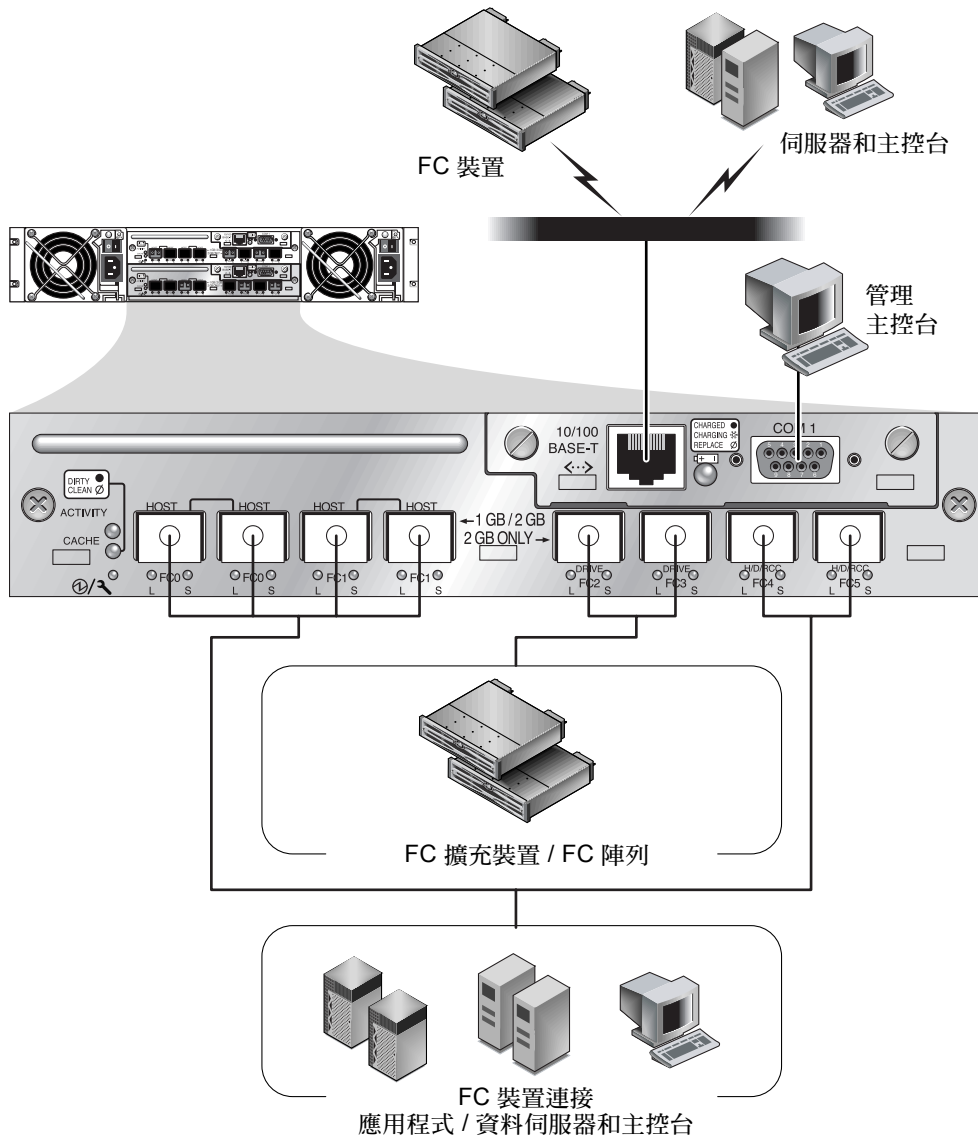 FC 裝置
伺服器和主控台
管理
主控台
10/100
BASE-T
<···>
CHARGED
CHARGING
REPLACE
COM 1
DIRTY
CLEAN
ACTIVITY
CACHE
HOST HOST HOST HOST
←1 GB / 2 GB
2 GB ONLY→
FC0 FC0 FC1 FC1
L S L S L S L S
DRIVE DRIVE H/D/RCC H/D/RCC
FC2 FC3 FC4 FC5
L S L S L S L S
FC 擴充裝置 / FC 陣列
FC 裝置連接
應用程式 / 資料伺服器和主控台